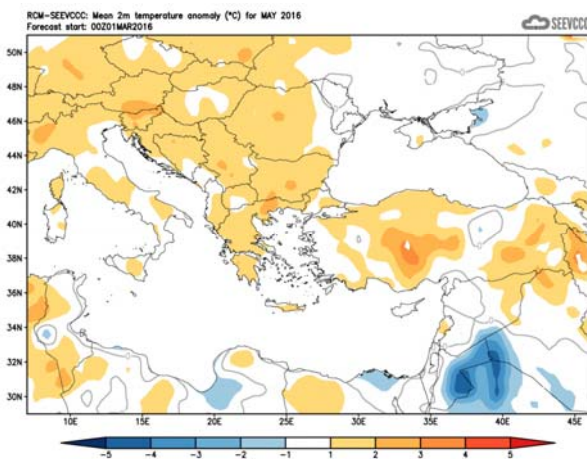 RCM-SEEVCCC: Mean 2m temperature anomaly (°C) for MAY 2016
Forecast start: 00Z01MAR2016
SEEVCCC
50N
48N
46N
44N
42N
40N
38N
36N
34N
32N
30N
10E 15E 20E 25E 30E 35E 40E 45E
-5 -4 -3 -2 -1 1 2 3 4 5